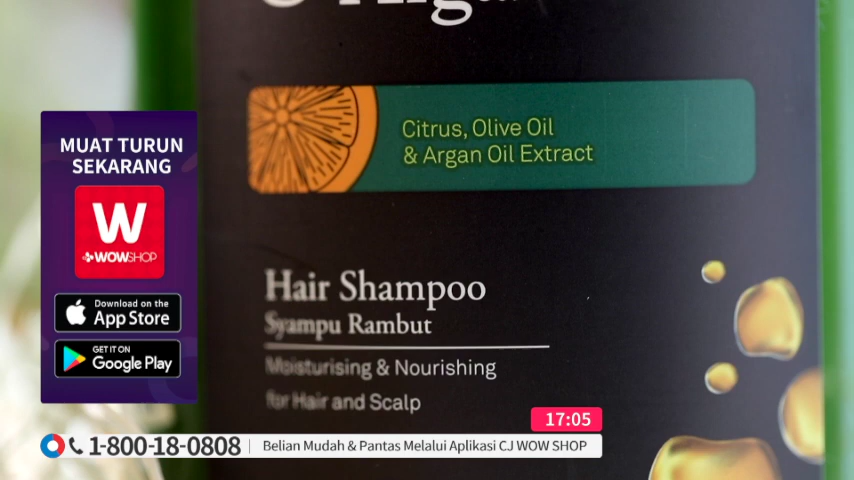 Citrus, Olive Oil
& Argan Oil Extract
Hair Shampoo
Syampu Rambut
Moisturising & Nourishing
for Hair and Scalp
MUAT TURUN
SEKARANG
W
WOWSHOP
Download on the
App Store
GET IT ON
Google Play
17:05
1-800-18-0808
Belian Mudah & Pantas Melalui Aplikasi CJ WOW SHOP